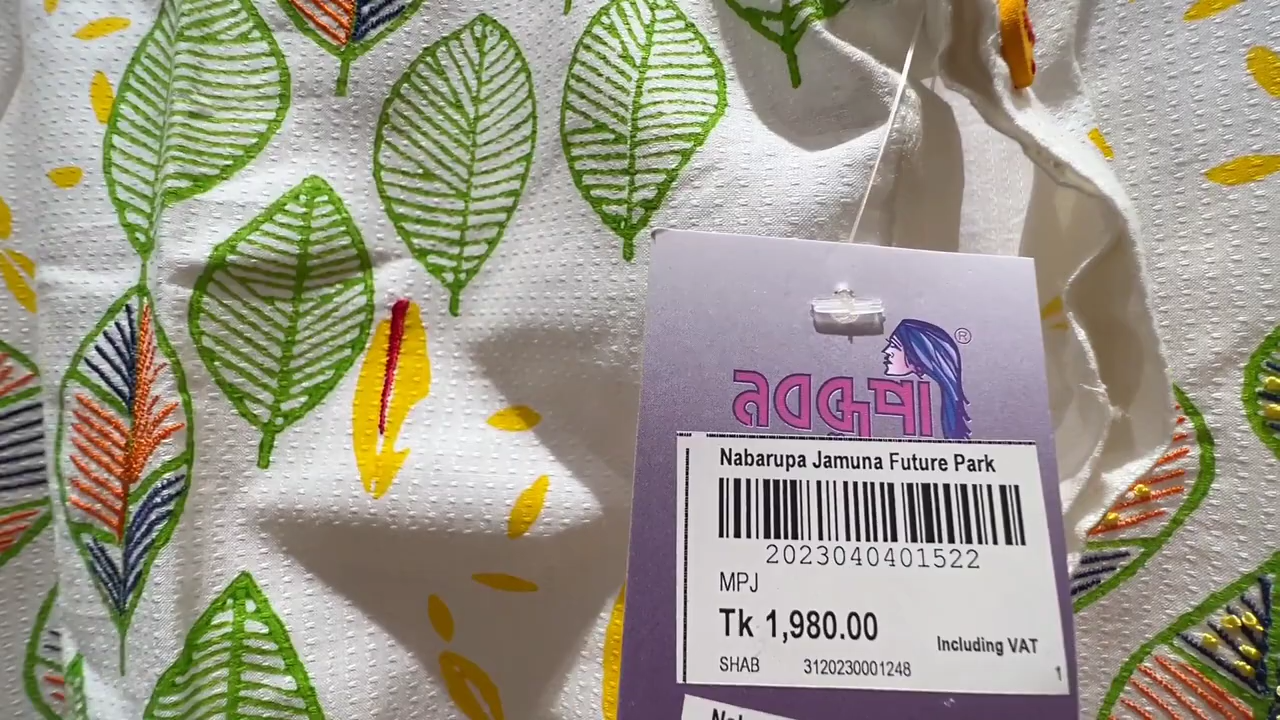 ®
নবরূপা
Nabarupa Jamuna Future Park
2023040401522
MPJ
Tk 1,980.00
Including VAT
SHAB 3120230001248
1